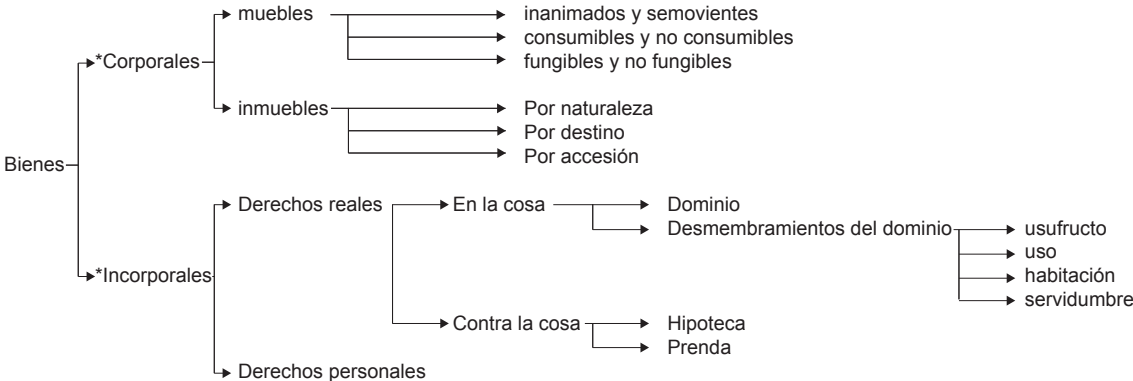 muebles
inanimados y semovientes
consumibles y no consumibles
fungibles y no fungibles
*Corporales
inmuebles
Por naturaleza
Por destino
Por accesión
Bienes
Derechos reales
En la cosa
Dominio
Desmembramientos del dominio
usufructo
uso
habitación
servidumbre
*Incorporales
Contra la cosa
Hipoteca
Prenda
Derechos personales